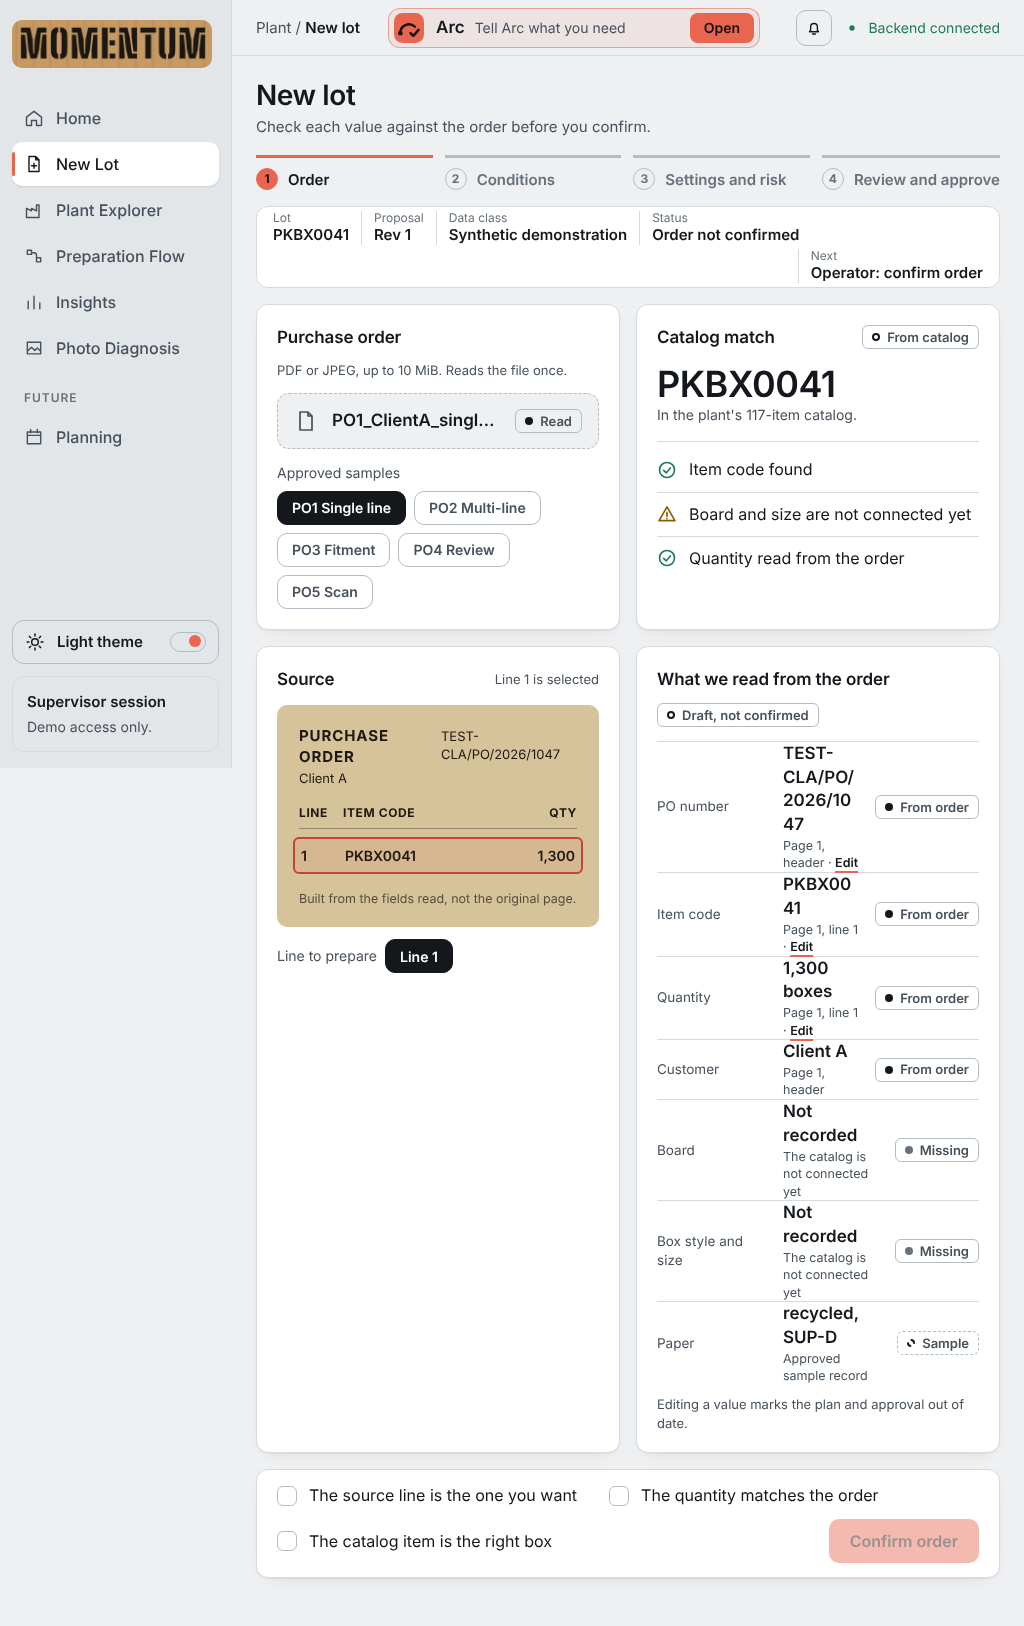 MOMENTUM
Home
New Lot
Plant Explorer
Preparation Flow
Insights
Photo Diagnosis
FUTURE
Planning
Light theme
Supervisor session
Demo access only.
Plant / New lot
Arc Tell Arc what you need Open
Backend connected
New lot
Check each value against the order before you confirm.
1 Order
2 Conditions
3 Settings and risk
4 Review and approve
Lot
PKBX0041
Proposal
Rev 1
Data class
Synthetic demonstration
Status
Order not confirmed
Next
Operator: confirm order
Purchase order
PDF or JPEG, up to 10 MiB. Reads the file once.
PO1_ClientA_singl... Read
Approved samples
PO1 Single line PO2 Multi-line
PO3 Fitment PO4 Review
PO5 Scan
Catalog match From catalog
PKBX0041
In the plant's 117-item catalog.
Item code found
Board and size are not connected yet
Quantity read from the order
Source Line 1 is selected
PURCHASE
ORDER
Client A
TEST-
CLA/PO/2026/1047
LINE ITEM CODE QTY
1 PKBX0041 1,300
Built from the fields read, not the original page.
Line to prepare Line 1
What we read from the order
Draft, not confirmed
PO number
TEST-
CLA/PO/
2026/10
47
Page 1,
header · Edit
From order
Item code
PKBX00
41
Page 1, line 1
· Edit
From order
Quantity
1,300
boxes
Page 1, line 1
· Edit
From order
Customer
Client A
Page 1,
header
From order
Board
Not
recorded
The catalog is
not connected
yet
Missing
Box style and
size
Not
recorded
The catalog is
not connected
yet
Missing
Paper
recycled,
SUP-D
Approved
sample record
Sample
Editing a value marks the plan and approval out of
date.
The source line is the one you want
The quantity matches the order
The catalog item is the right box
Confirm order